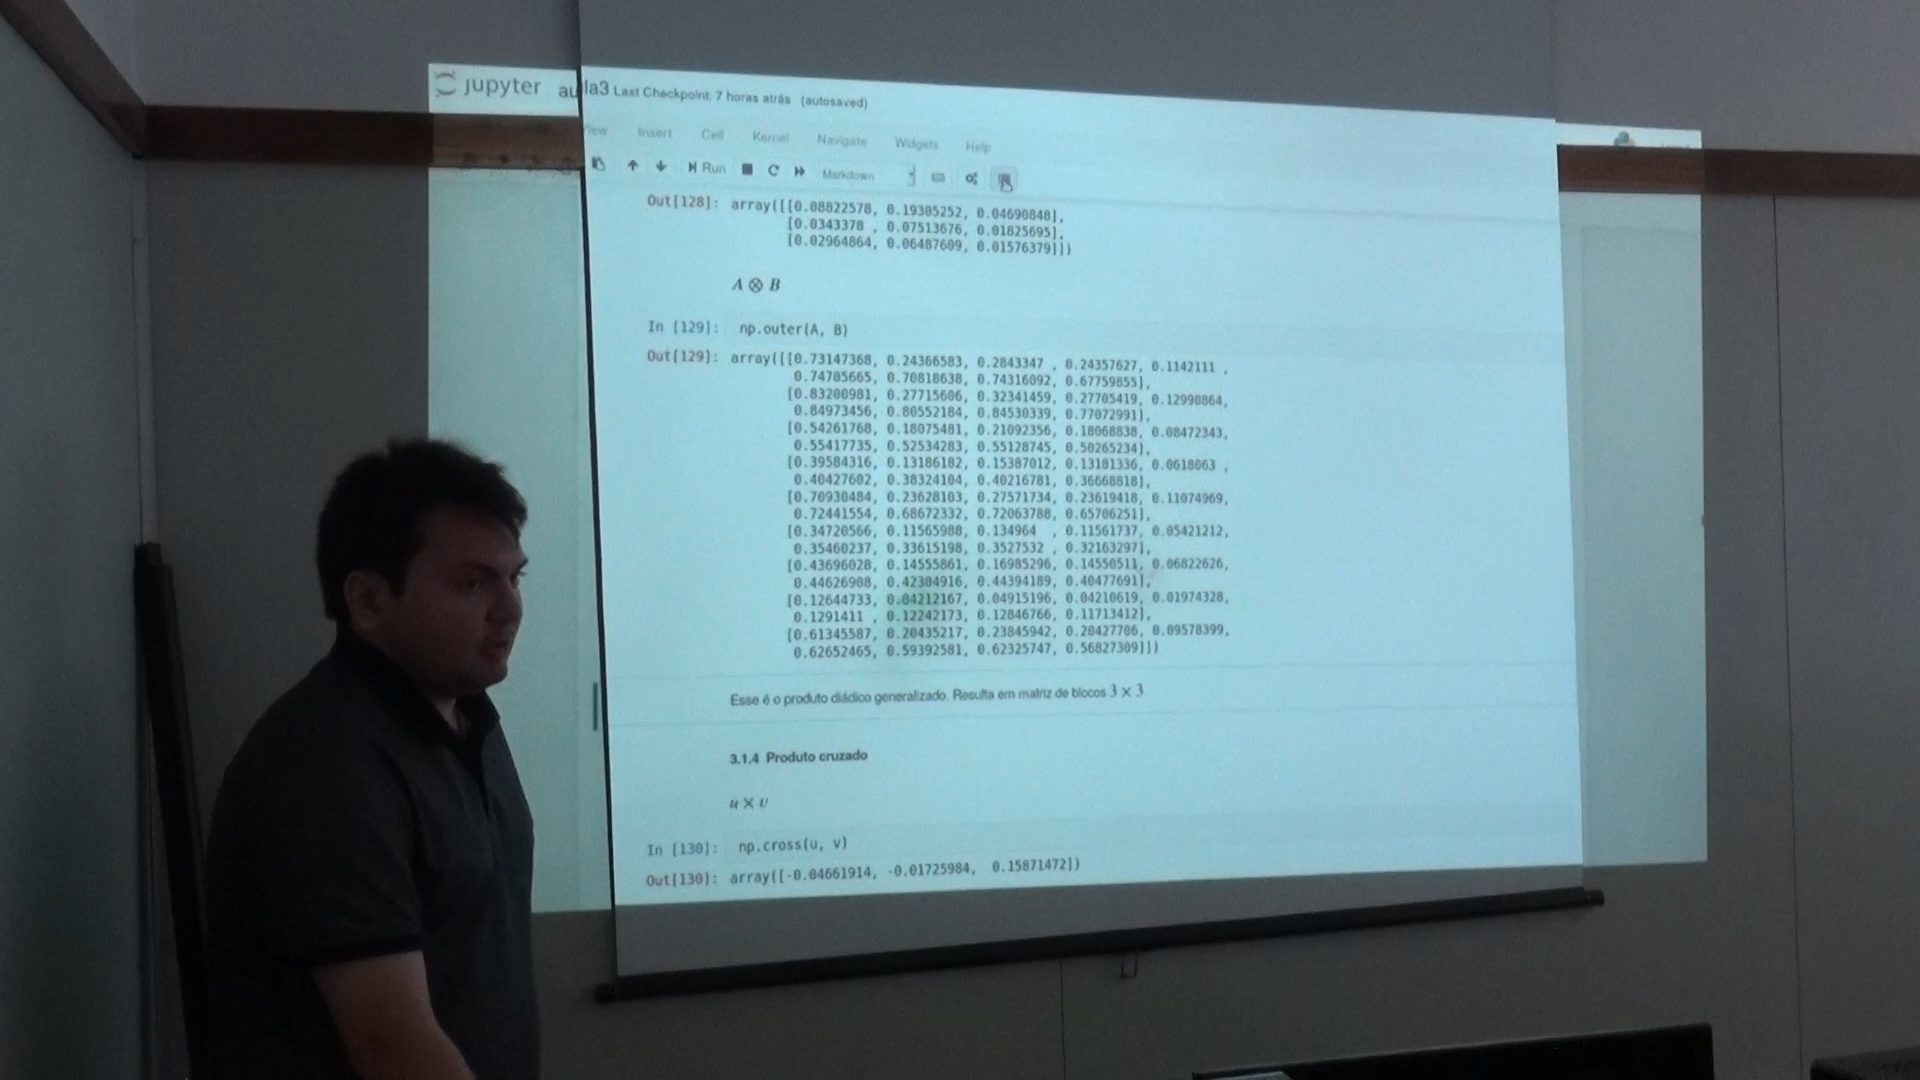 jupyter aula3 Last Checkpoint: 7 horas atrás (autosaved)
View Insert Cell Kernel Navigate Widgets Help
Run Markdown
Out[128]: array([[0.08822578, 0.19305252, 0.04690848],
[0.0343378 , 0.07513676, 0.01825695],
[0.02964864, 0.06487609, 0.01576379]])
A ⊗ B
In [129]: np.outer(A, B)
Out[129]: array([[0.73147368, 0.24366583, 0.2843347 , 0.24357627, 0.1142111 ,
0.74705665, 0.70818638, 0.74316092, 0.67759855],
[0.83200981, 0.27715606, 0.32341459, 0.27705419, 0.12990864,
0.84973456, 0.80552184, 0.84530339, 0.77072991],
[0.54261768, 0.18075481, 0.21092356, 0.18068838, 0.08472343,
0.55417735, 0.52534283, 0.55128745, 0.50265234],
[0.39584316, 0.13186182, 0.15387012, 0.13181336, 0.0618063 ,
0.40427602, 0.38324104, 0.40216781, 0.36668818],
[0.70930484, 0.23628103, 0.27571734, 0.23619418, 0.11074969,
0.72441554, 0.68672332, 0.72063788, 0.65706251],
[0.34720566, 0.11565988, 0.134964 , 0.11561737, 0.05421212,
0.35460237, 0.33615198, 0.3527532 , 0.32163297],
[0.43696028, 0.14555861, 0.16985296, 0.14550511, 0.06822626,
0.44626908, 0.42304916, 0.44394189, 0.40477691],
[0.12644733, 0.04212167, 0.04915196, 0.04210619, 0.01974328,
0.1291411 , 0.12242173, 0.12846766, 0.11713412],
[0.61345587, 0.20435217, 0.23845942, 0.20427706, 0.09578399,
0.62652465, 0.59392581, 0.62325747, 0.56827309]])
Esse é o produto diádico generalizado. Resulta em matriz de blocos 3 × 3
3.1.4 Produto cruzado
u × v
In [130]: np.cross(u, v)
Out[130]: array([-0.04661914, -0.01725984, 0.15871472])